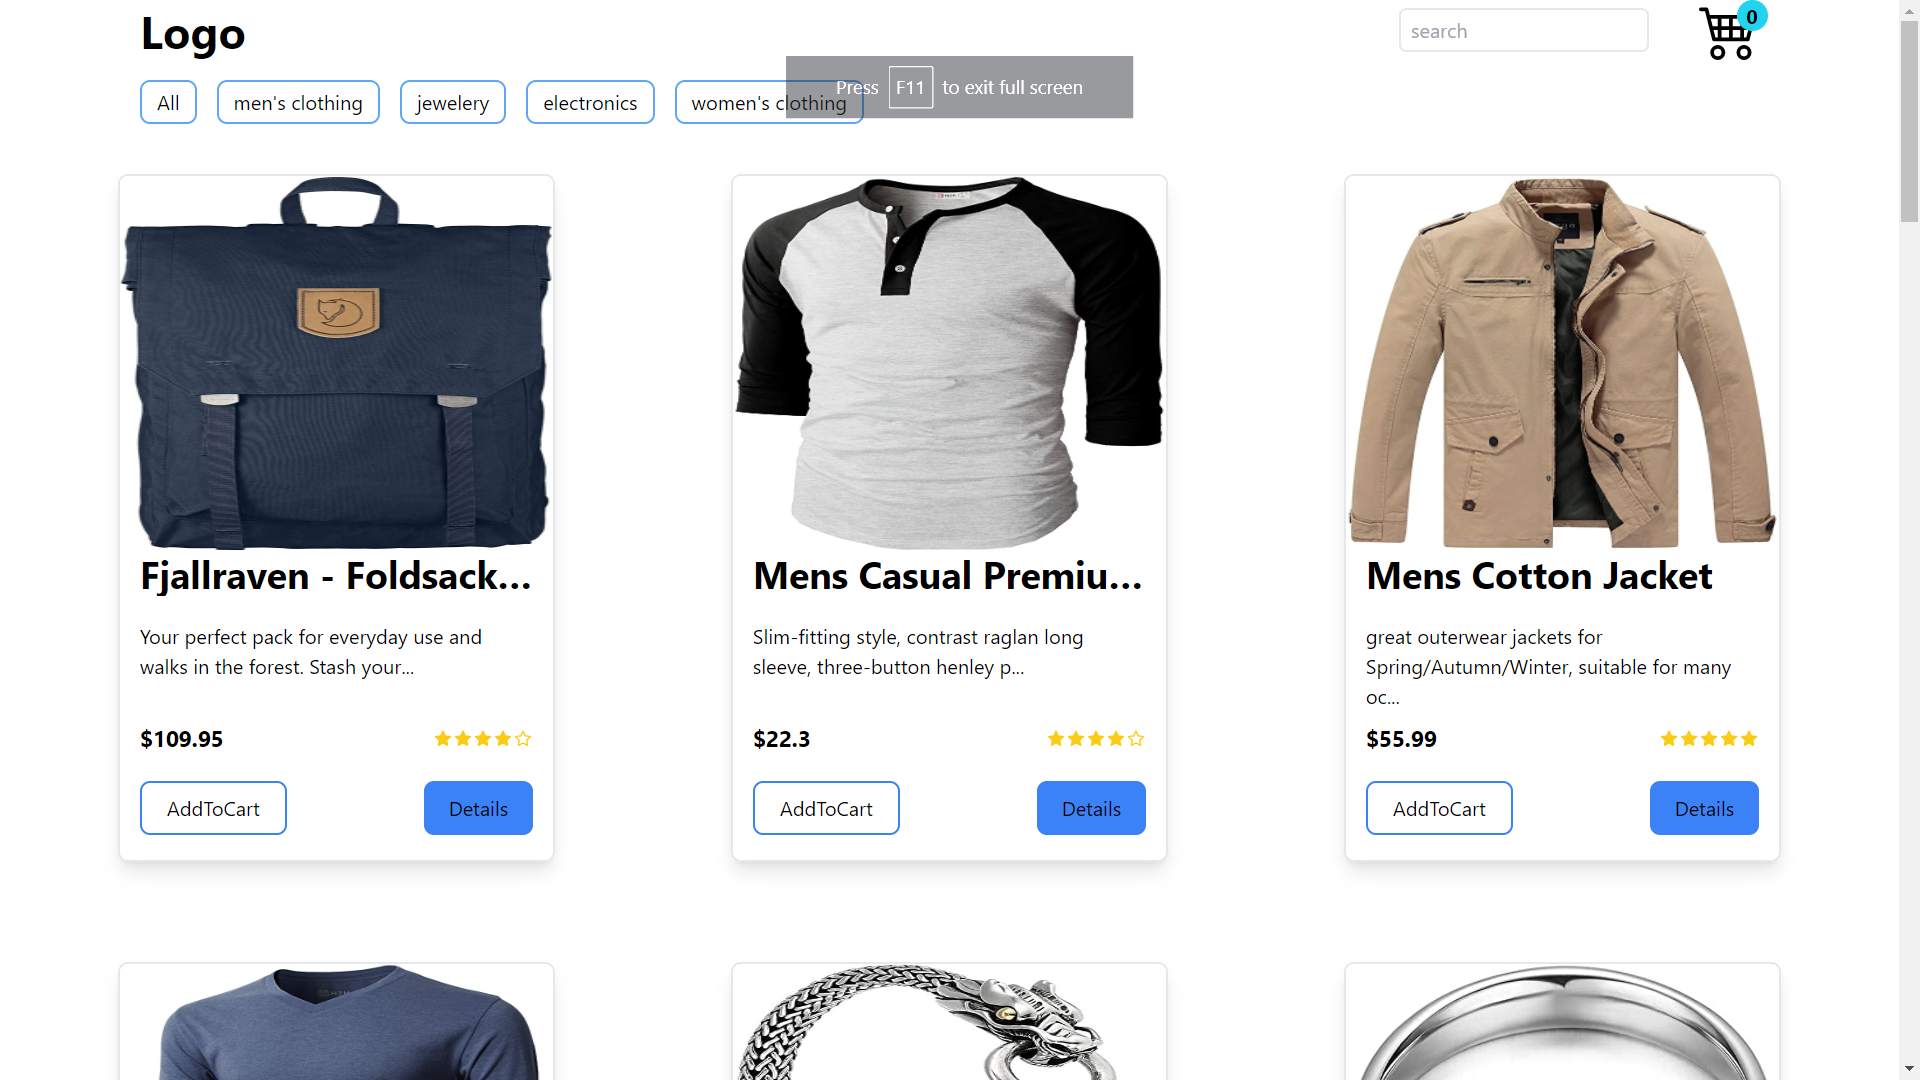 Logo
search
0
Press F11 to exit full screen
All
men's clothing
jewelery
electronics
women's clothing
Fjallraven - Foldsack...
Mens Casual Premiu...
Mens Cotton Jacket
Your perfect pack for everyday use and
walks in the forest. Stash your...
Slim-fitting style, contrast raglan long
sleeve, three-button henley p...
great outerwear jackets for
Spring/Autumn/Winter, suitable for many
oc...
$109.95
$22.3
$55.99
AddToCart
Details
AddToCart
Details
AddToCart
Details